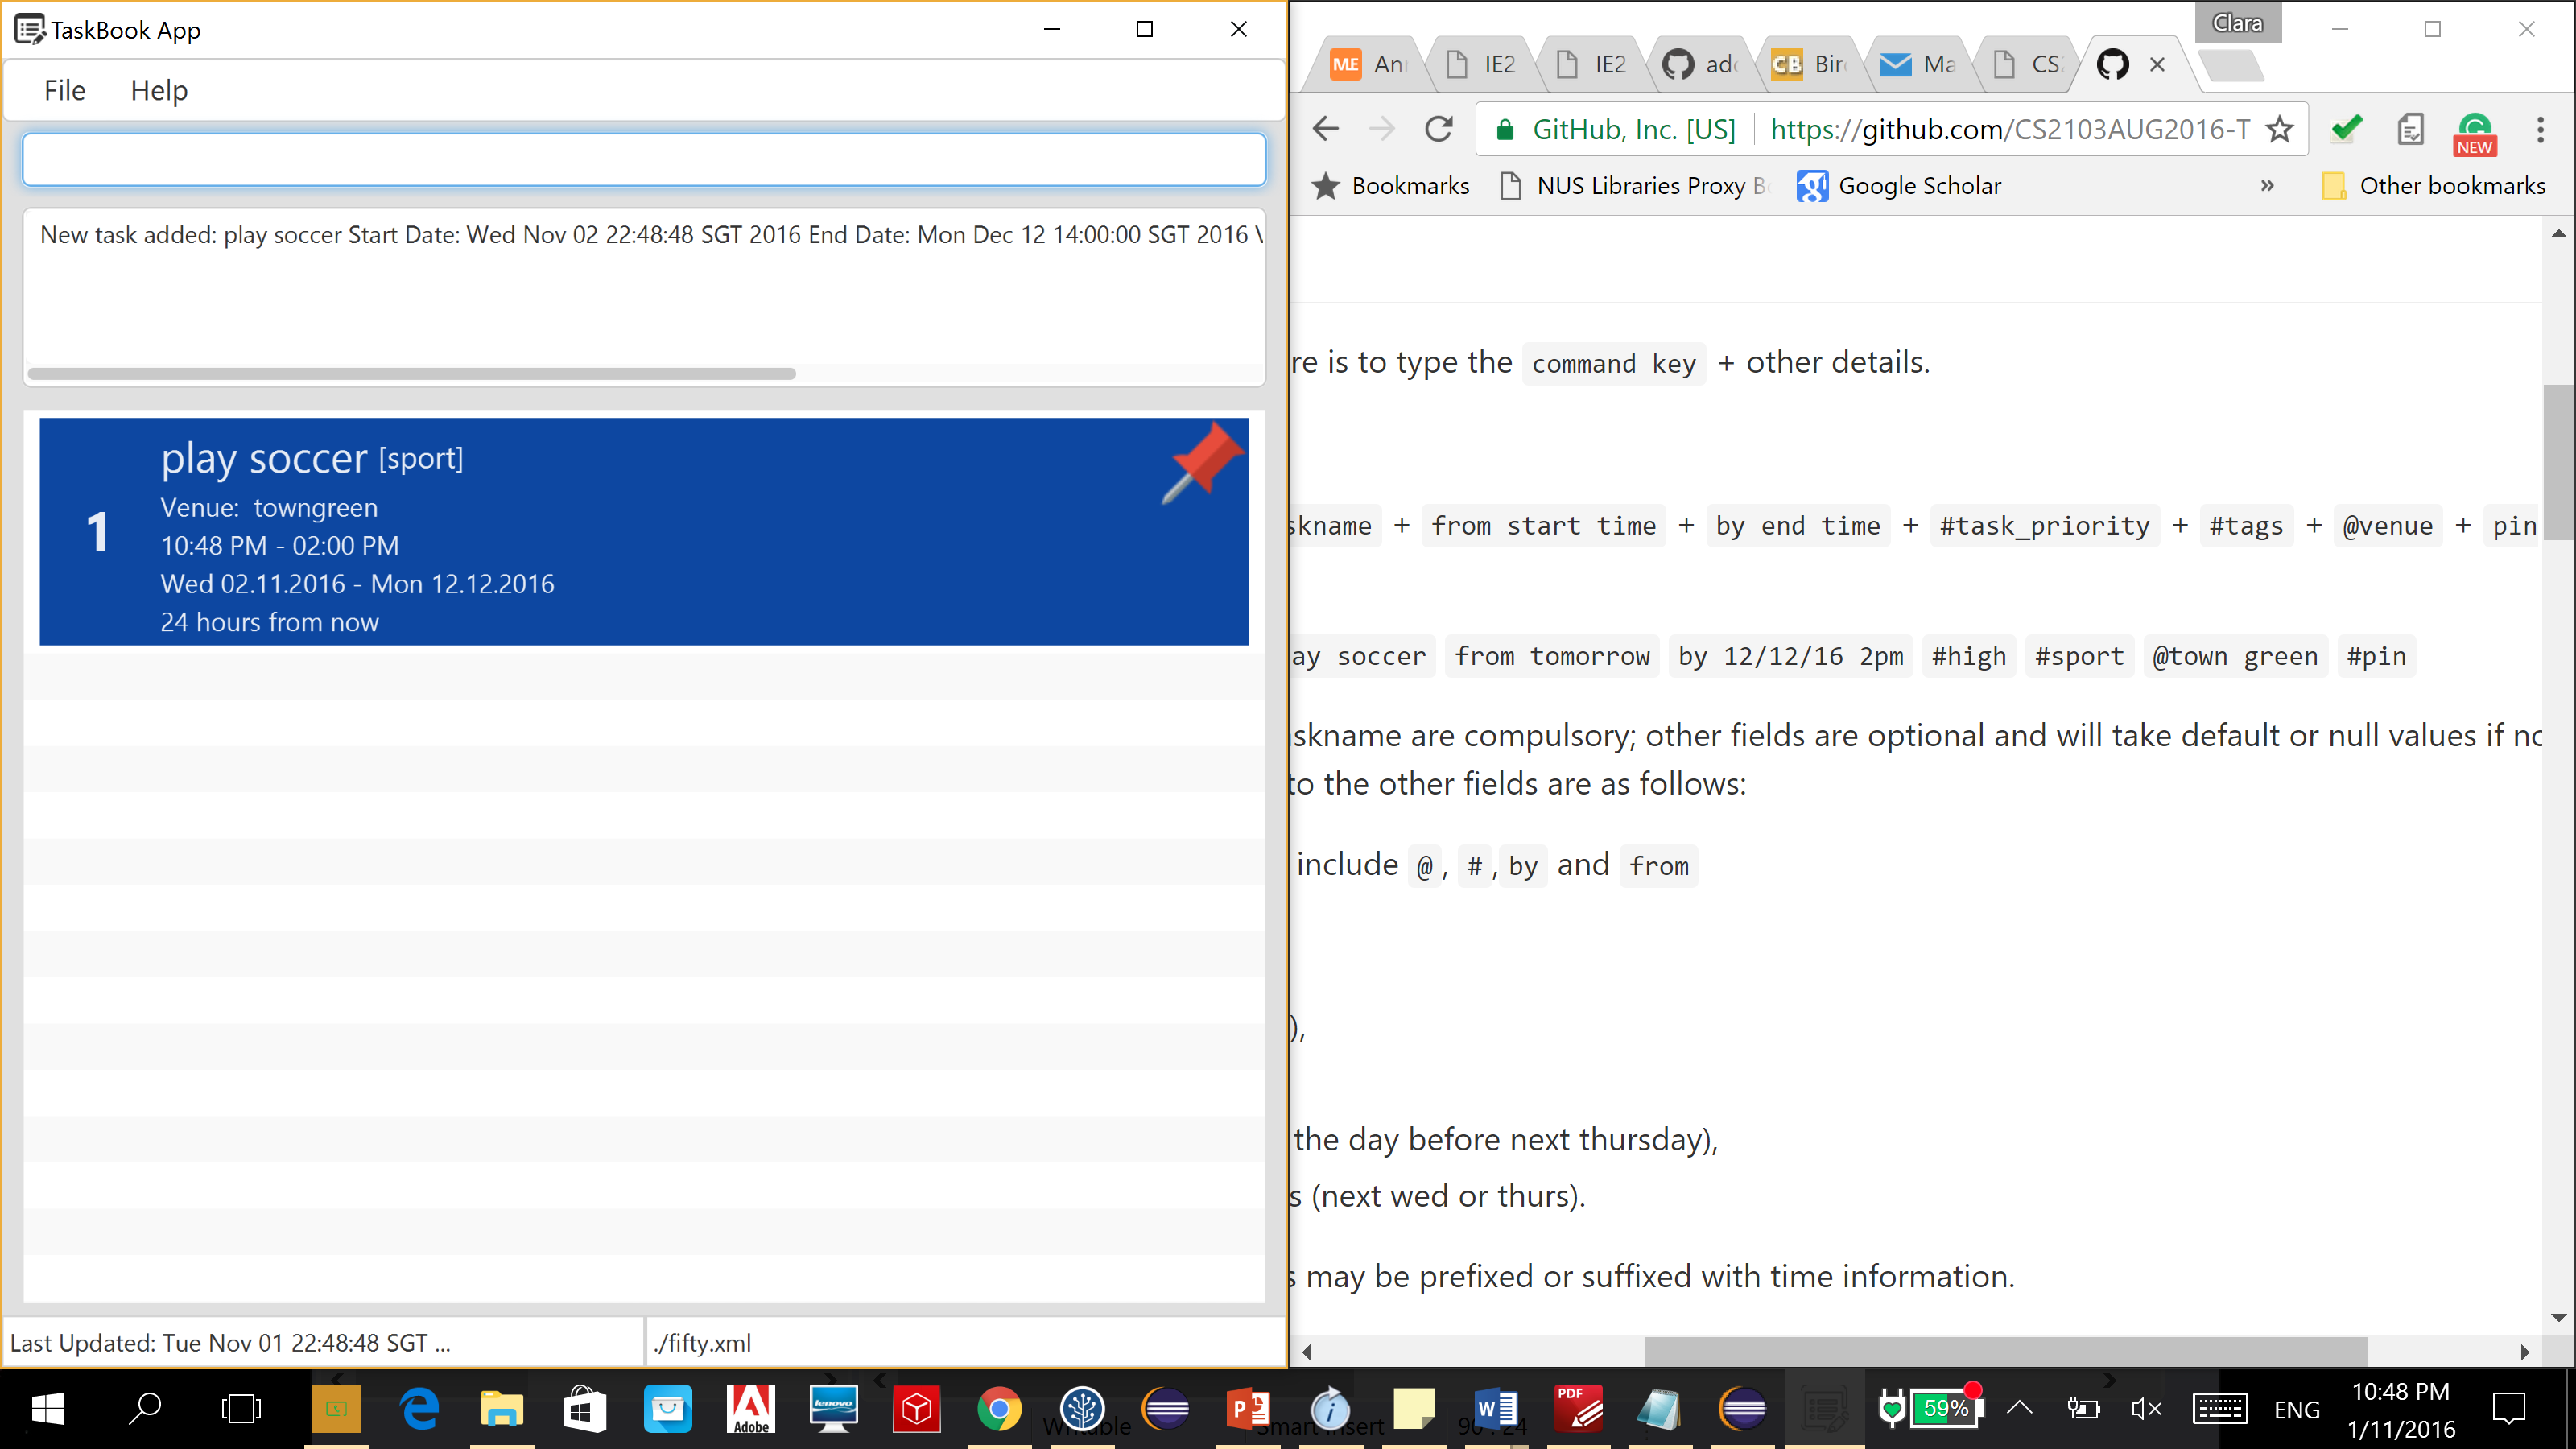 TaskBook App
File Help
New task added: play soccer Start Date: Wed Nov 02 22:48:48 SGT 2016 End Date: Mon Dec 12 14:00:00 SGT 2016
1
play soccer [sport]
Venue: towngreen
10:48 PM - 02:00 PM
Wed 02.11.2016 - Mon 12.12.2016
24 hours from now
Last Updated: Tue Nov 01 22:48:48 SGT ...
./fifty.xml
Clara
IE2
IE2
GitHub, Inc. [US] https://github.com/CS2103AUG2016-T
NEW
Bookmarks NUS Libraries Proxy Google Scholar » Other bookmarks
re is to type the command key + other details.
skname + from start time + by end time + #task_priority + #tags + @venue + pin
ay soccer from tomorrow by 12/12/16 2pm #high #sport @town green #pin
askname are compulsory; other fields are optional and will take default or null values if no
to the other fields are as follows:
include @, #, by and from
),
the day before next thursday),
s (next wed or thurs).
s may be prefixed or suffixed with time information.
Adobe
lenovo
PDF
59%
ENG
10:48 PM
1/11/2016